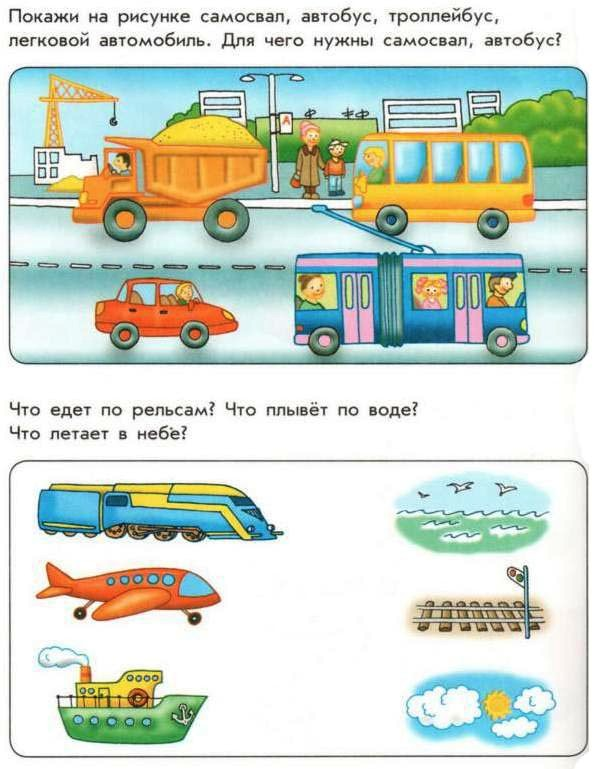 Покажи на рисунке самосвал, автобус, троллейбус,
легковой автомобиль. Для чего нужны самосвал, автобус?
А
Что едет по рельсам? Что плывёт по воде?
Что летает в небе?